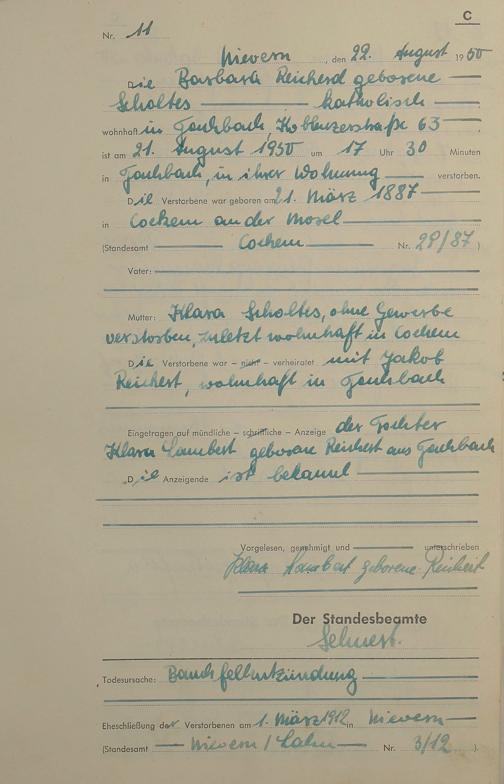 C
Nr. 11
Nievern, den 22. August 1950
Die Barbara Reicherd geborene
Scholtes katholisch
wohnhaft in Fachbach, Koblenzerstraße 63
ist am 21. August 1950 um 17 Uhr 30 Minuten
in Fachbach, in ihrer Wohnung verstorben.
Die Verstorbene war geboren am 21. März 1887
in Cochem an der Mosel
(Standesamt Cochem Nr. 28/87)
Vater:
Mutter: Klara Scholtes, ohne Gewerbe
verstorben, zuletzt wohnhaft in Cochem
Die Verstorbene war – nicht – verheiratet mit Jakob
Reichert, wohnhaft in Fachbach
Eingetragen auf mündliche – schriftliche – Anzeige der Tochter
Klara Lambert geborene Reichert aus Fachbach
Die Anzeigende ist bekannt
Vorgelesen, genehmigt und unterschrieben
Klara Lambert geborene Reichert
Der Standesbeamte
Todesursache: Bauchfellentzündung
Eheschließung der Verstorbenen am 1. März 1912 in Nievern
(Standesamt Nievern / Lahn Nr. 3/12.)